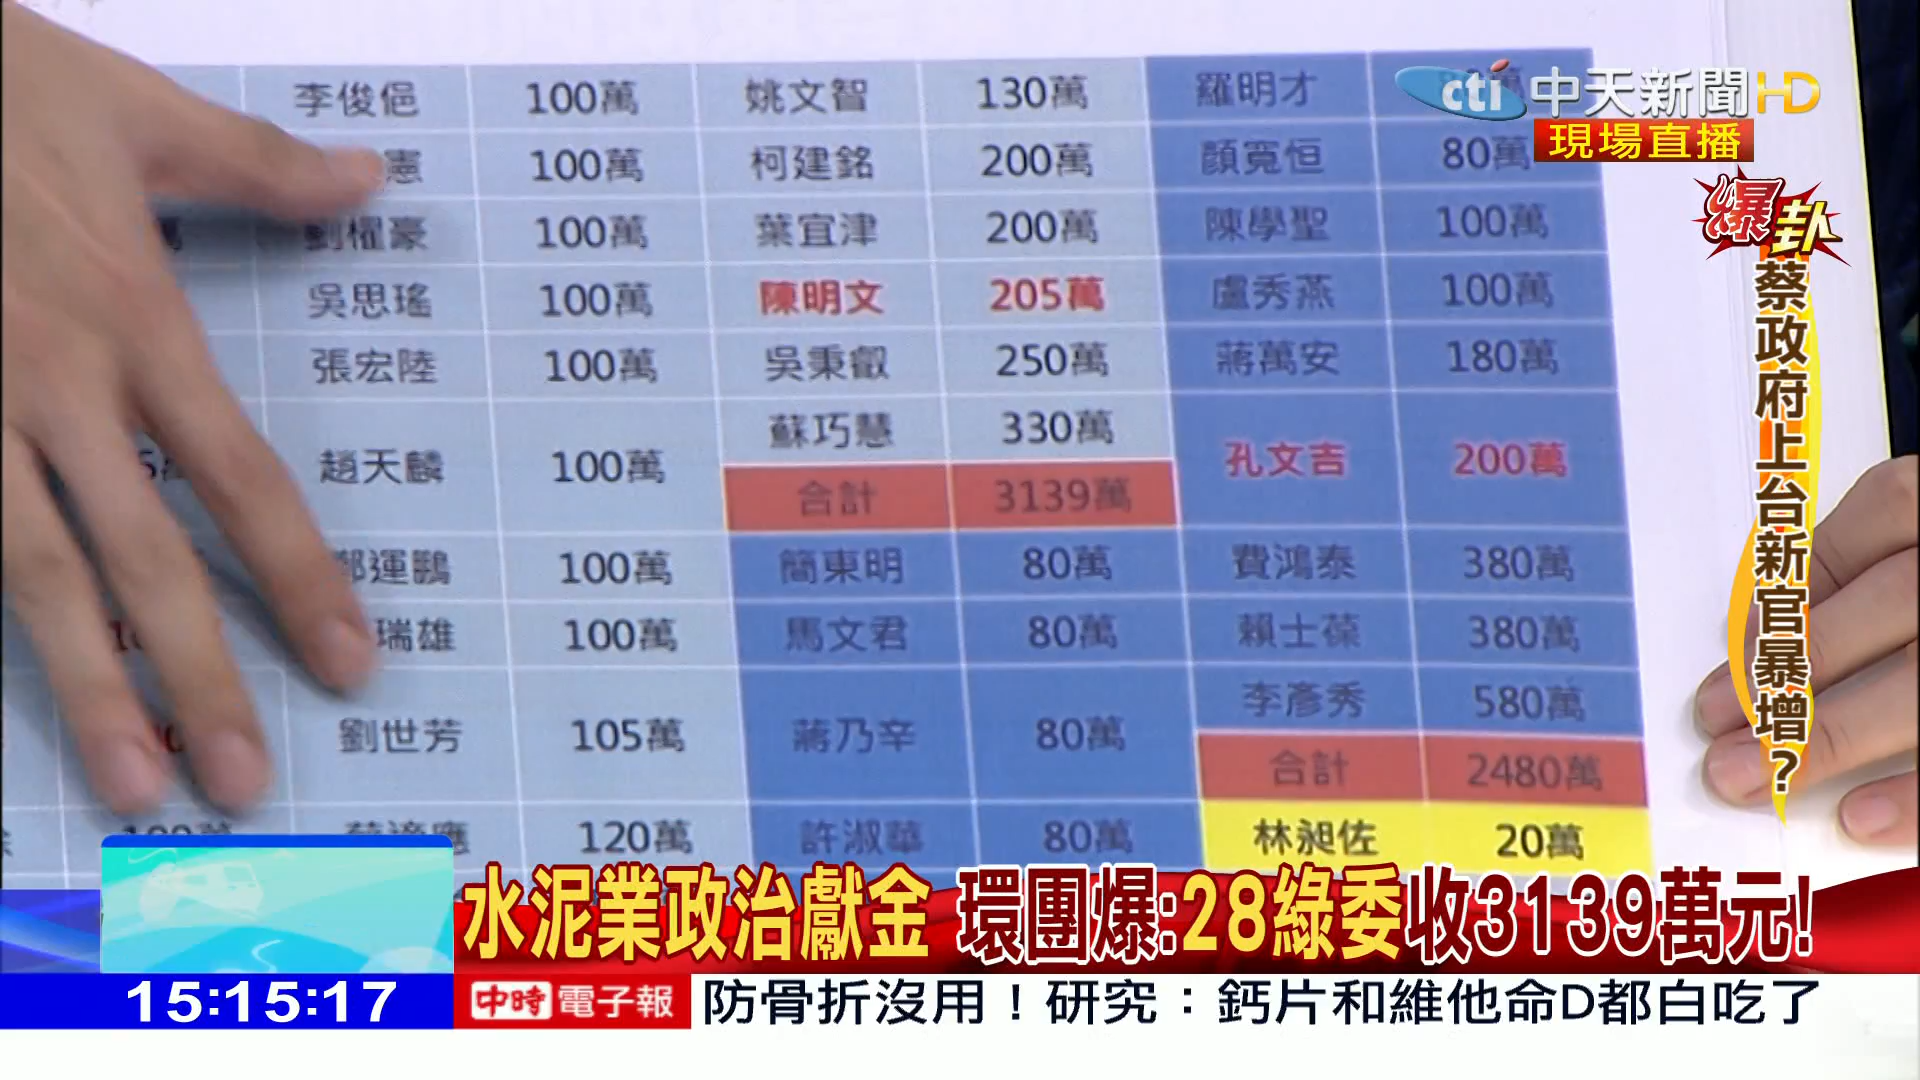 李俊俋 100萬 姚文智 130萬 羅明才
憲 100萬 柯建銘 200萬 顏寬恒 80萬
劉櫂豪 100萬 葉宜津 200萬 陳學聖 100萬
吳思瑤 100萬 陳明文 205萬 盧秀燕 100萬
張宏陸 100萬 吳秉叡 250萬 蔣萬安 180萬
趙天麟 100萬 蘇巧慧 330萬 孔文吉 200萬
合計 3139萬
鄭運鵬 100萬 簡東明 80萬 費鴻泰 380萬
瑞雄 100萬 馬文君 80萬 賴士葆 380萬
劉世芳 105萬 蔣乃辛 80萬 李彥秀 580萬
合計 2480萬
120萬 許淑華 80萬 林昶佐 20萬
cti 中天新聞HD
現場直播
爆卦
蔡政府上台新官暴增？
水泥業政治獻金 環團爆:28綠委收3139萬元!
15:15:17 中時電子報 防骨折沒用！研究：鈣片和維他命D都白吃了